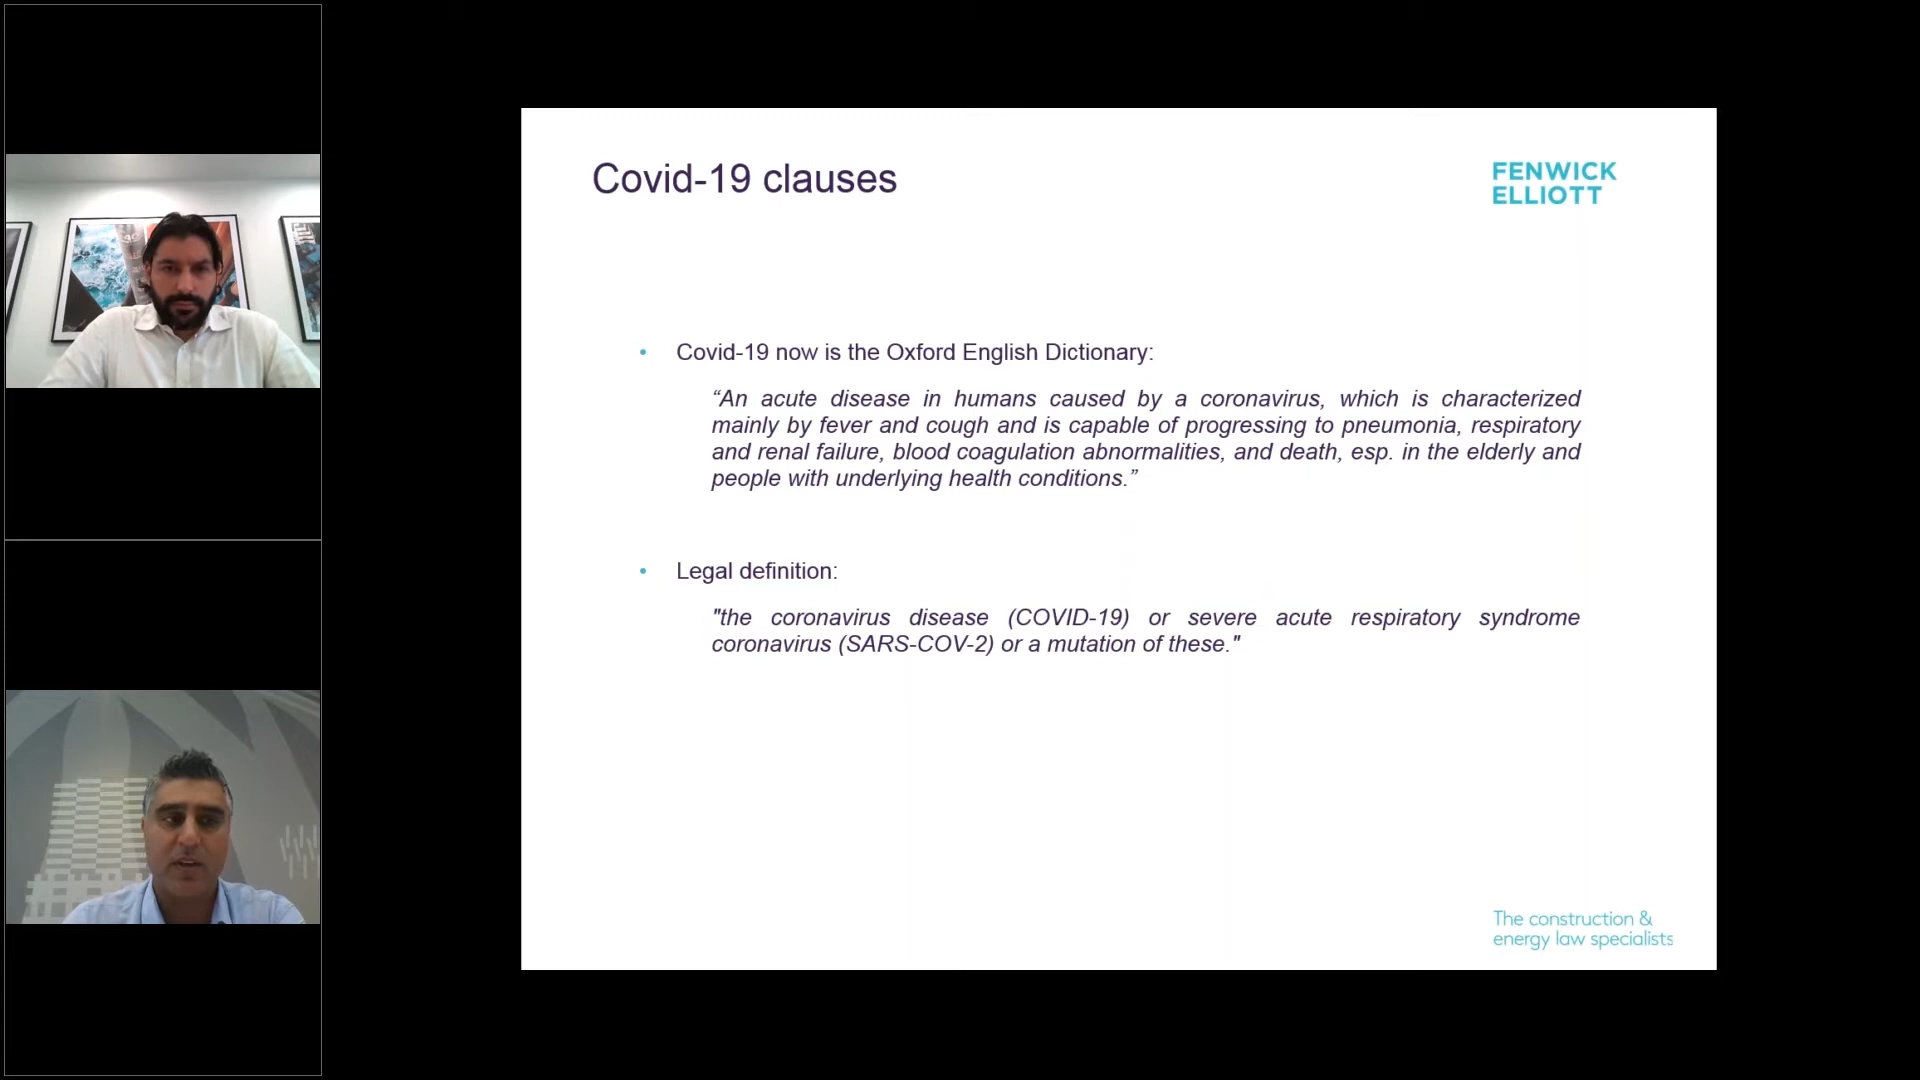 Covid-19 clauses
FENWICK
ELLIOTT
• Covid-19 now is the Oxford English Dictionary:
“An acute disease in humans caused by a coronavirus, which is characterized
mainly by fever and cough and is capable of progressing to pneumonia, respiratory
and renal failure, blood coagulation abnormalities, and death, esp. in the elderly and
people with underlying health conditions.”
• Legal definition:
"the coronavirus disease (COVID-19) or severe acute respiratory syndrome
coronavirus (SARS-COV-2) or a mutation of these."
The construction &
energy law specialists